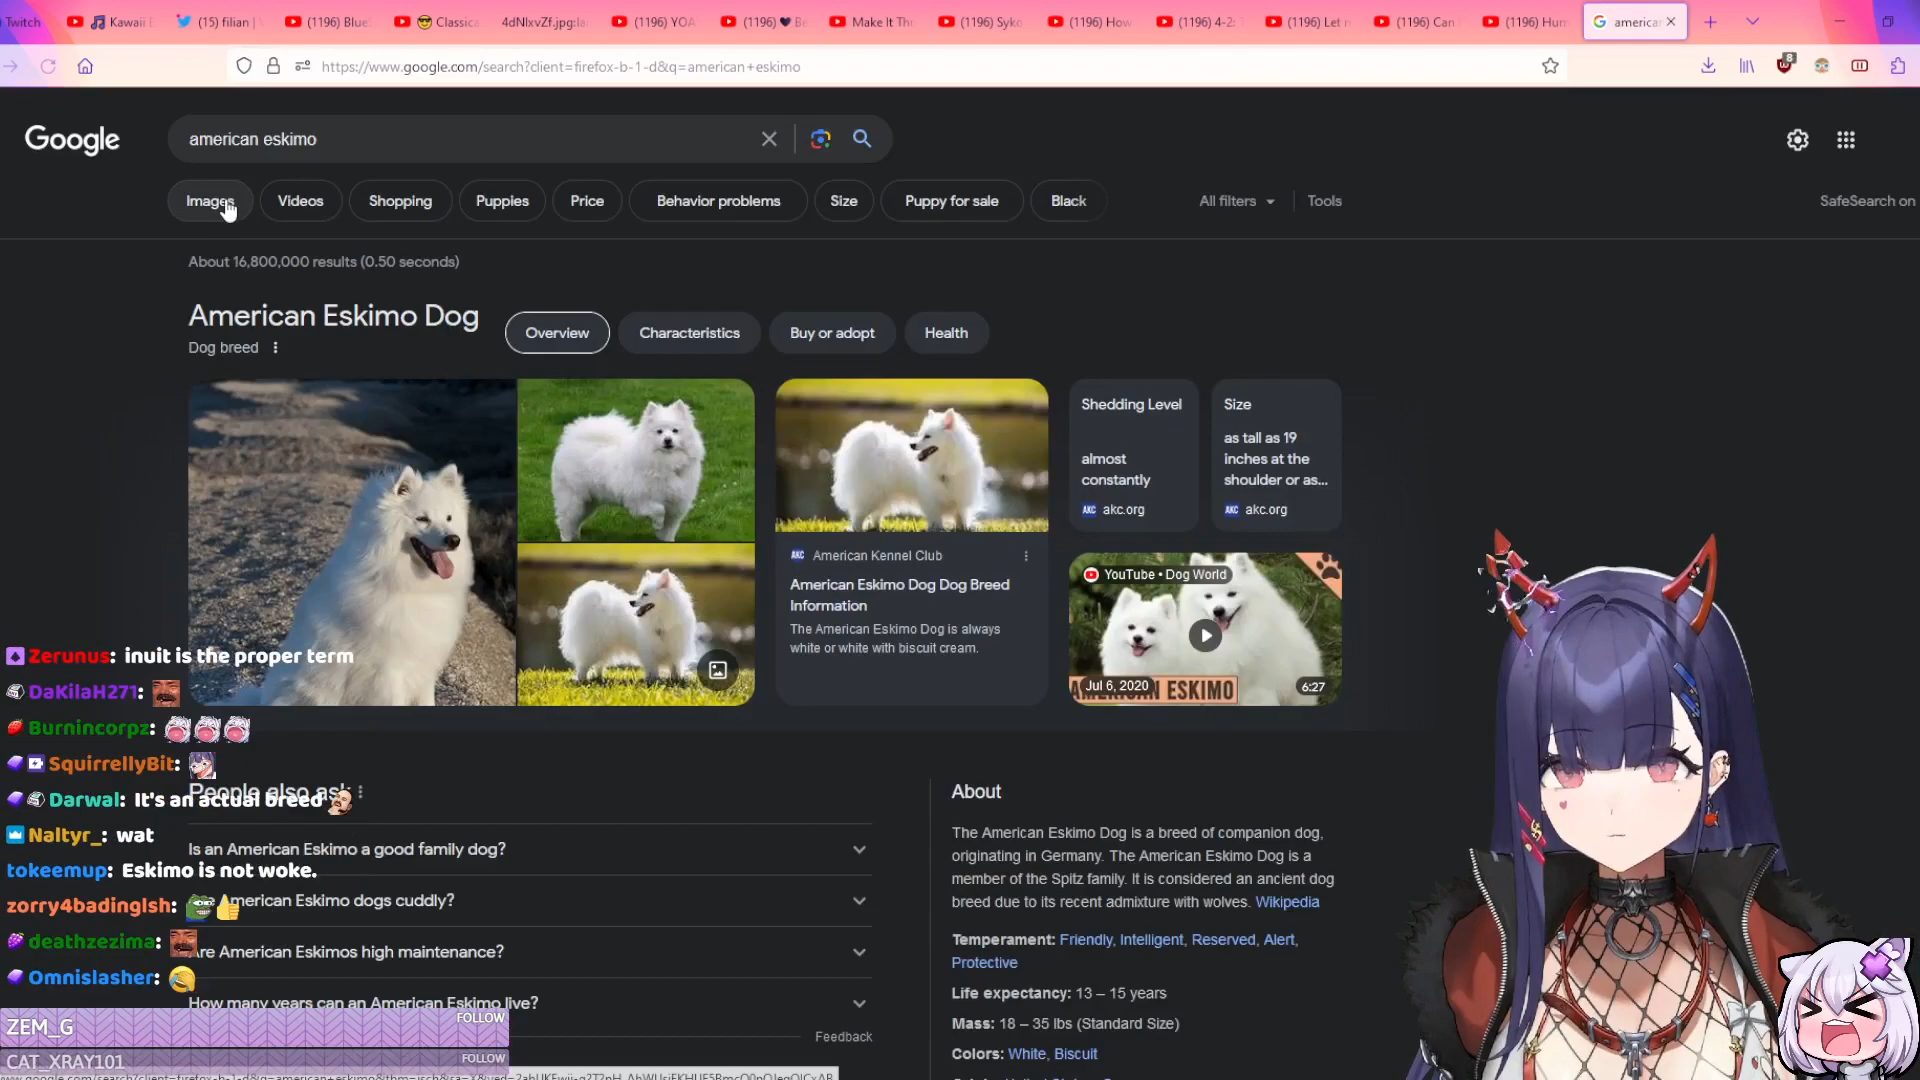 Twitch
Kawaii
(15) filian |
(1196) Blue
Classica
4dNlxvZf.jpg:la
(1196) YOA
(1196)
Make It Th
(1196) Syko
(1196) How
(1196) 4-2:
(1196) Let
(1196) Can
(1196) Hun
america
https://www.google.com/search?client=firefox-b-1-d&q=american+eskimo
8
Google
american eskimo
Images
Videos
Shopping
Puppies
Price
Behavior problems
Size
Puppy for sale
Black
All filters
Tools
SafeSearch on
About 16,800,000 results (0.50 seconds)
American Eskimo Dog
Dog breed
Overview
Characteristics
Buy or adopt
Health
AKC American Kennel Club
American Eskimo Dog Dog Breed
Information
The American Eskimo Dog is always
white or white with biscuit cream.
Shedding Level
almost
constantly
AKC akc.org
Size
as tall as 19
inches at the
shoulder or as...
AKC akc.org
YouTube • Dog World
Jul 6, 2020
AMERICAN ESKIMO
6:27
Zerunus: inuit is the proper term
DaKilaH271:
Burnincorpz:
SquirrellyBit:
Darwal: It's an actual breed
Naltyr_: wat
tokeemup: Eskimo is not woke.
zorry4badinglsh:
deathzezima:
Omnislasher:
People also ask
Is an American Eskimo a good family dog?
American Eskimo dogs cuddly?
Are American Eskimos high maintenance?
How many years can an American Eskimo live?
Feedback
About
The American Eskimo Dog is a breed of companion dog,
originating in Germany. The American Eskimo Dog is a
member of the Spitz family. It is considered an ancient dog
breed due to its recent admixture with wolves. Wikipedia
Temperament: Friendly, Intelligent, Reserved, Alert,
Protective
Life expectancy: 13 – 15 years
Mass: 18 – 35 lbs (Standard Size)
Colors: White, Biscuit
ZEM_G
FOLLOW
CAT_XRAY101
FOLLOW